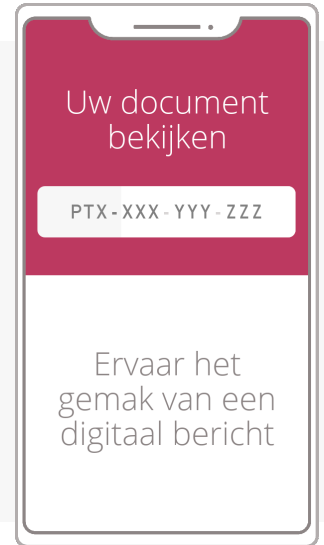 Uw document
bekijken
PTX-XXX-YYY-ZZZ
Ervaar het
gemak van een
digitaal bericht